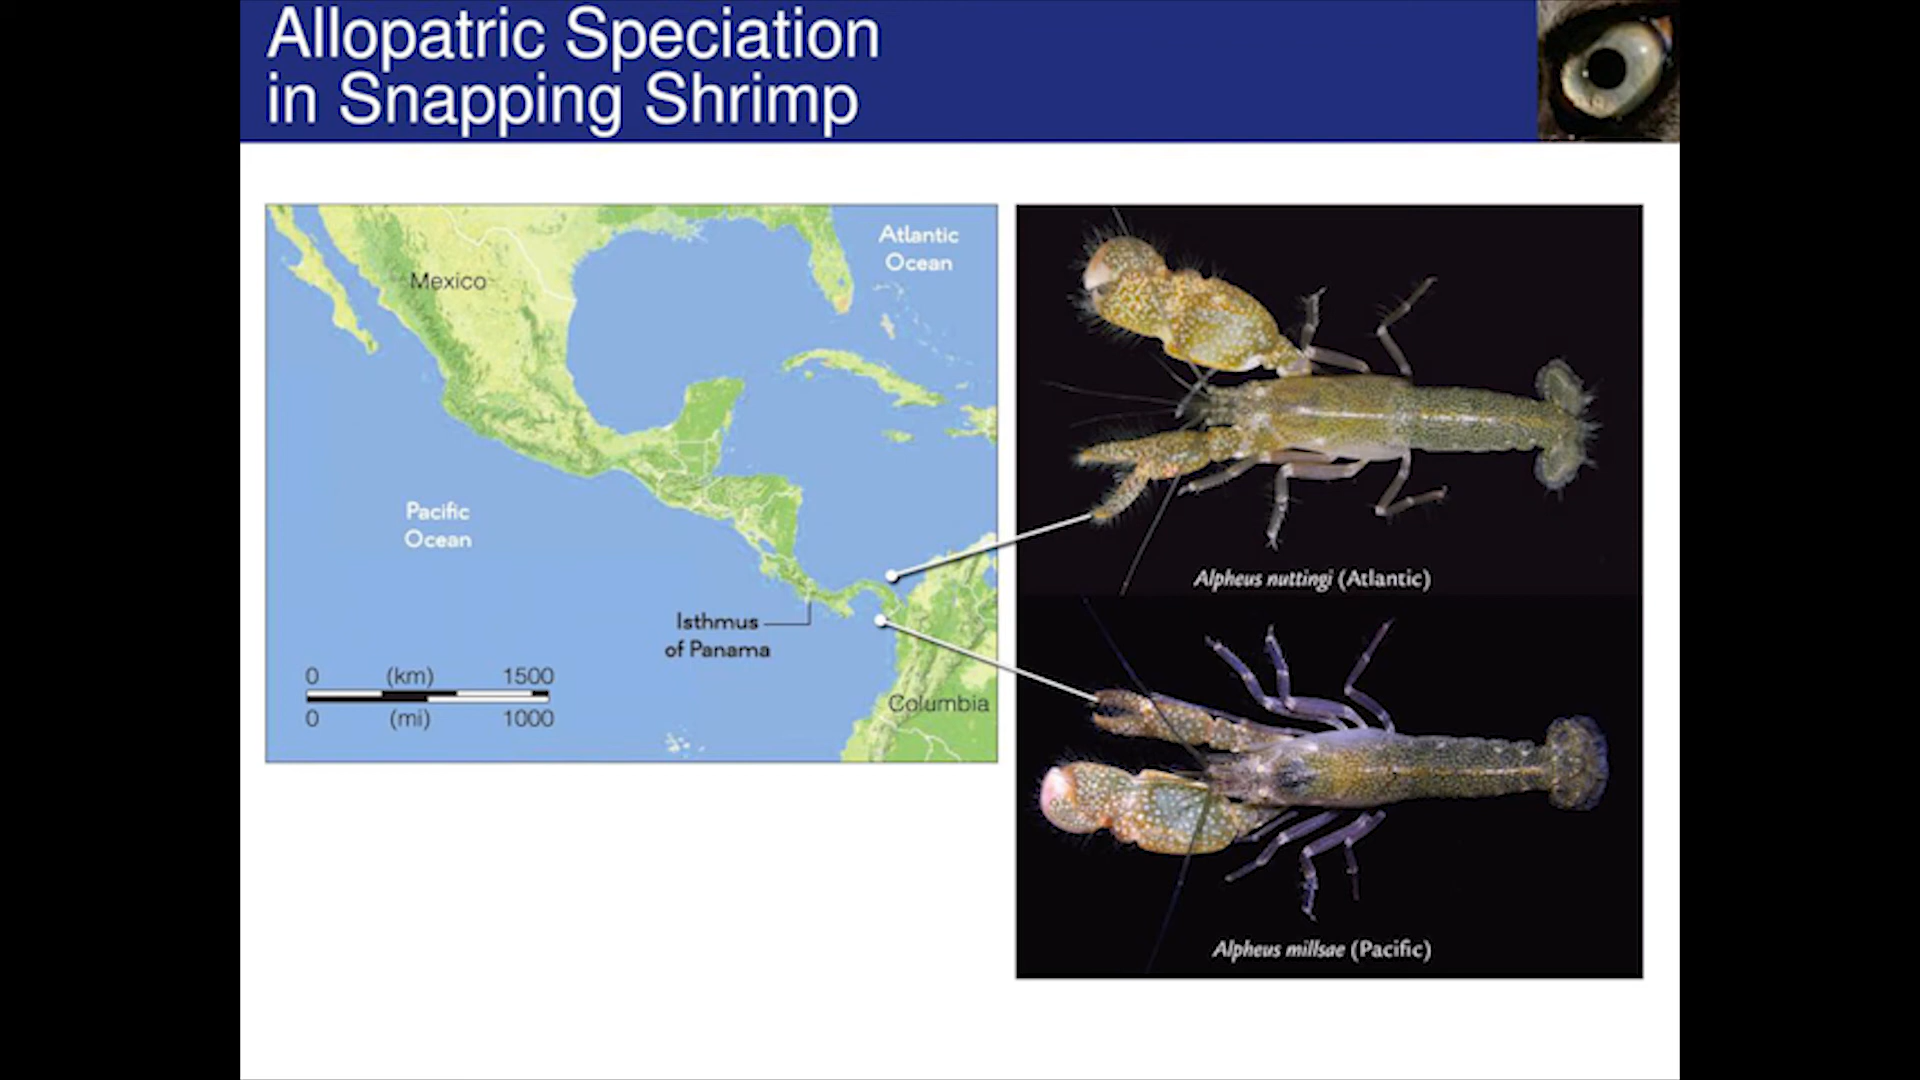 Allopatric Speciation
in Snapping Shrimp
Atlantic
Ocean
Mexico
Pacific
Ocean
Isthmus
of Panama
0 (km) 1500
0 (mi) 1000
Columbia
Alpheus nuttingi (Atlantic)
Alpheus millsae (Pacific)